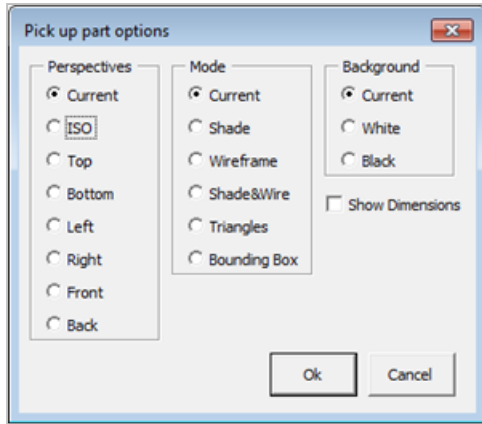 Pick up part options
Perspectives
Current
ISO
Top
Bottom
Left
Right
Front
Back
Mode
Current
Shade
Wireframe
Shade&Wire
Triangles
Bounding Box
Background
Current
White
Black
Show Dimensions
Ok
Cancel